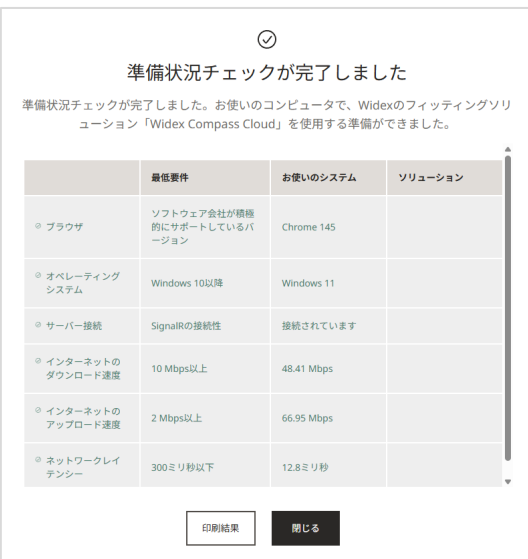 準備状況チェックが完了しました
準備状況チェックが完了しました。お使いのコンピュータで、Widexのフィッティングソリ
ューション「Widex Compass Cloud」を使用する準備ができました。
最低要件 お使いのシステム ソリューション
ブラウザ
ソフトウェア会社が積極
的にサポートしているバ
ージョン
Chrome 145
オペレーティング
システム
Windows 10以降
Windows 11
サーバー接続
SignalRの接続性
接続されています
インターネットの
ダウンロード速度
10 Mbps以上
48.41 Mbps
インターネットの
アップロード速度
2 Mbps以上
66.95 Mbps
ネットワークレイ
テンシー
300ミリ秒以下
12.8ミリ秒
印刷結果 閉じる